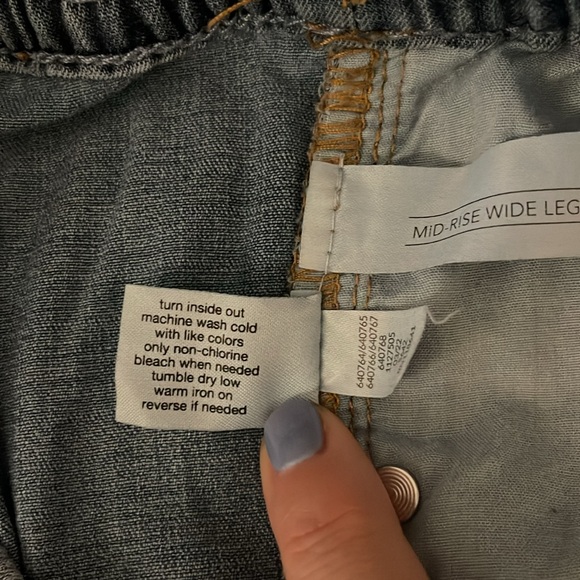 MID-RISE WIDE LEG
turn inside out
machine wash cold
with like colors
only non-chlorine
bleach when needed
tumble dry low
warm iron on
reverse if needed
640764/640765
640766/640767
640768
1127505